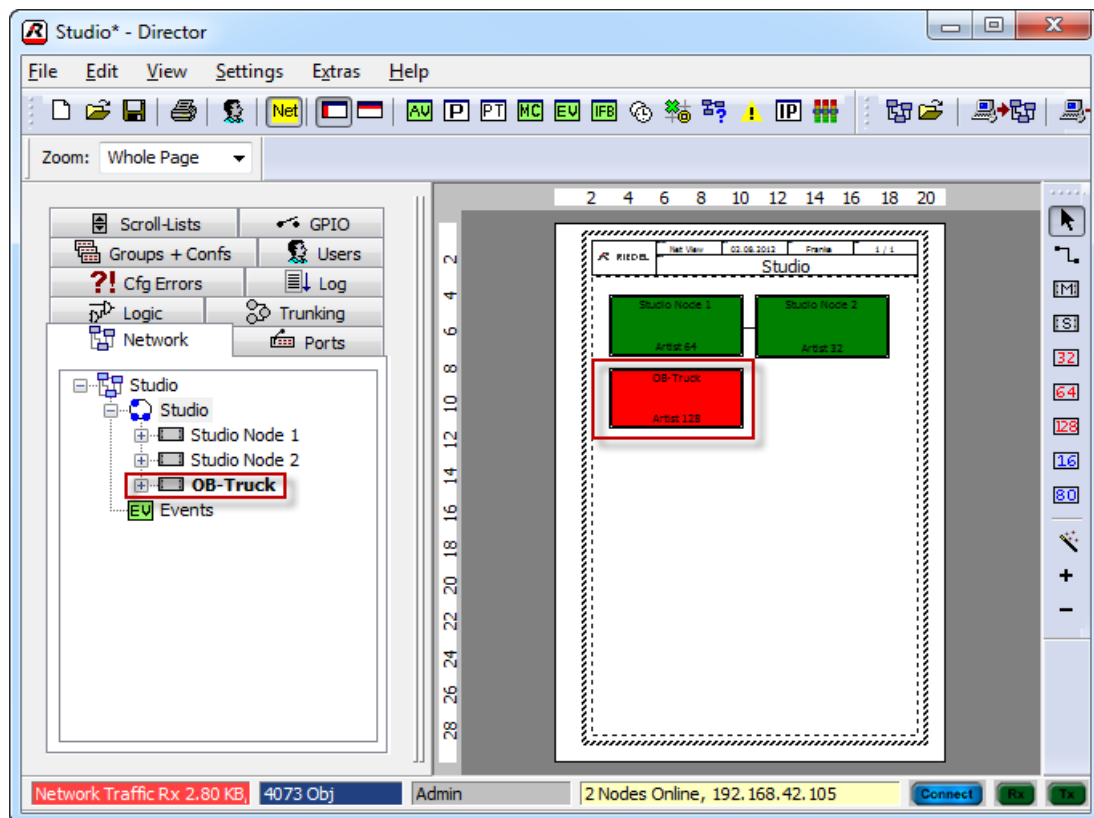 Studio* - Director
File Edit View Settings Extras Help
Net AV P PT MC EV IFB IP
Zoom: Whole Page
2 4 6 8 10 12 14 16 18 20
Scroll-Lists GPIO
Groups + Confs Users
?! Cfg Errors Log
Logic Trunking
Network Ports
Studio
Studio
Studio Node 1
Studio Node 2
OB-Truck
EV Events
2
4
6
8
10
12
14
16
18
20
22
24
26
28
RIEDEL Net View 02.08.2012 Franke 1 / 1
Studio
Studio Node 1 Studio Node 2
Artist 64 Artist 32
OB-Truck
Artist 128
M
S
32
64
128
16
80
+
−
Network Traffic Rx 2.80 KB, 4073 Obj Admin 2 Nodes Online, 192.168.42.105 Connect Rx Tx